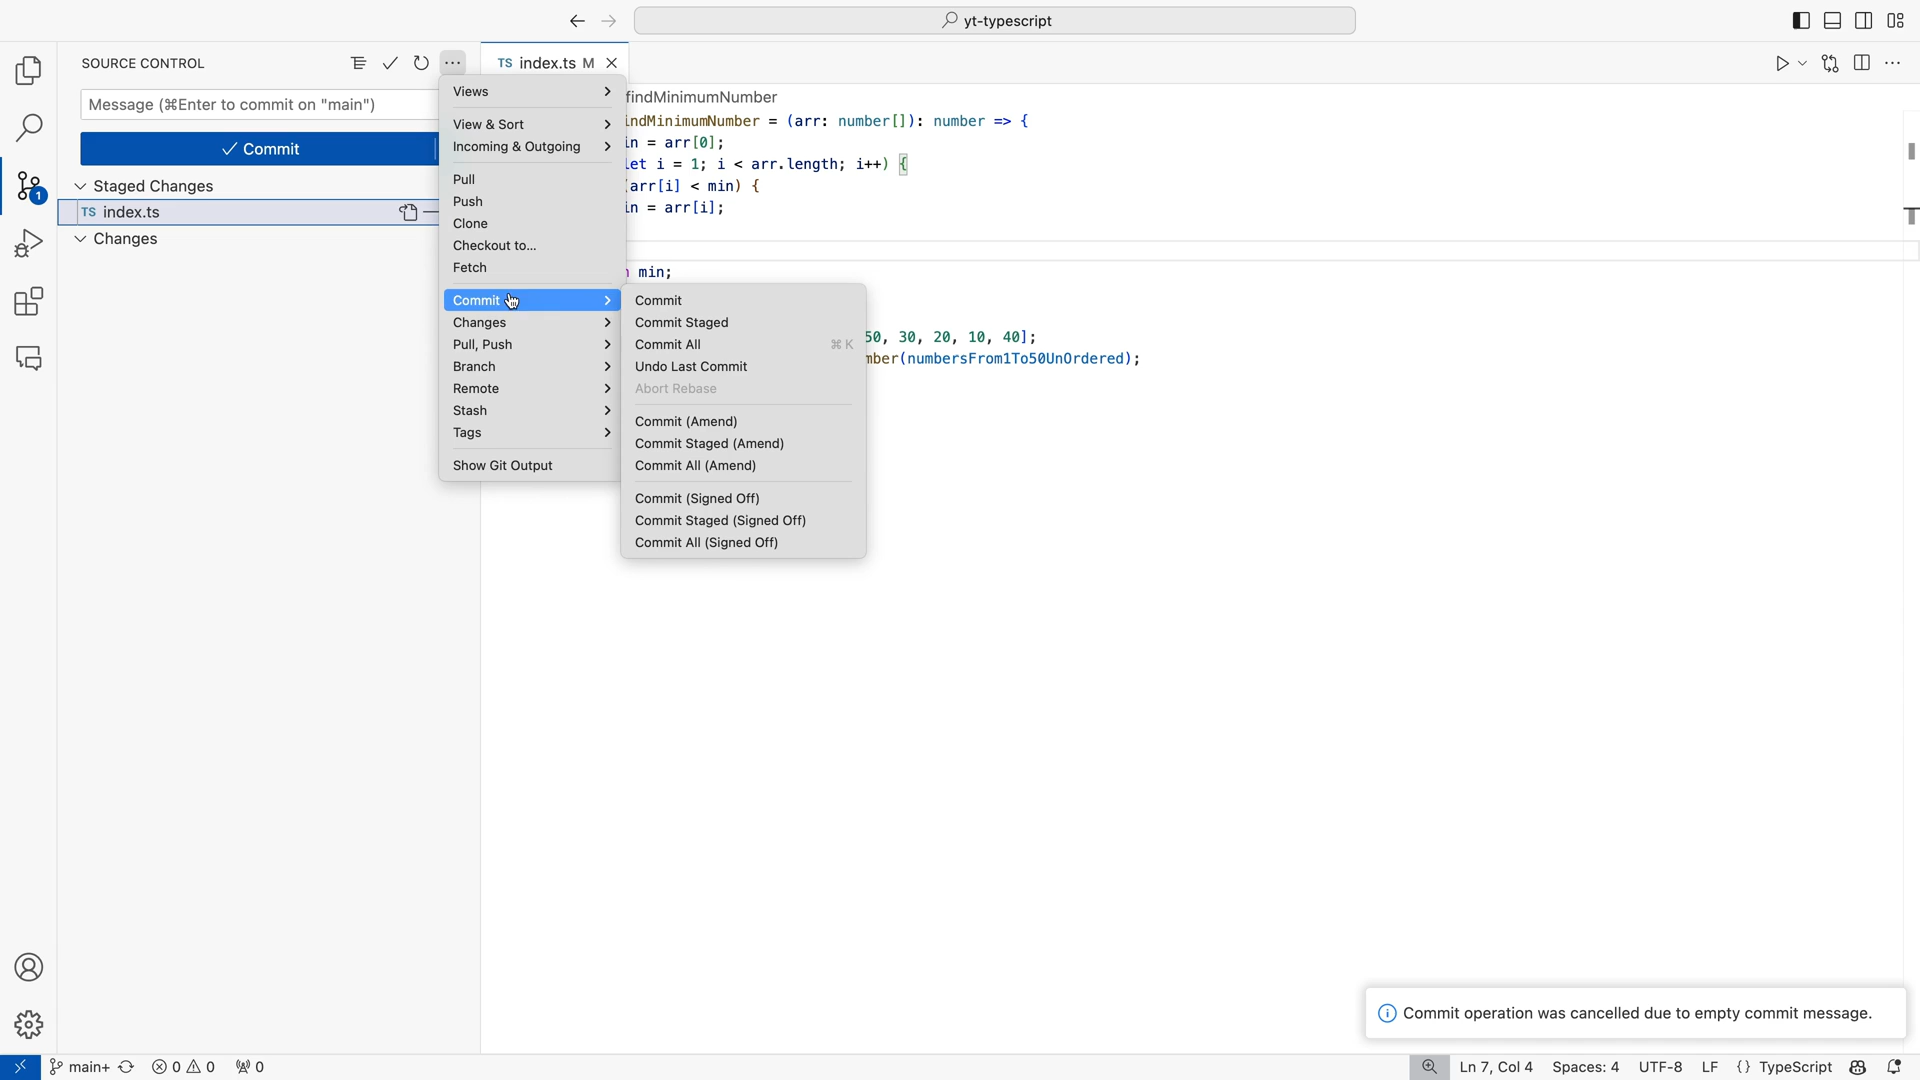 yt-typescript
SOURCE CONTROL
Message (⌘Enter to commit on "main")
Commit
Staged Changes
TS index.ts
Changes
1
TS index.ts M
Views
View & Sort
Incoming & Outgoing
Pull
Push
Clone
Checkout to...
Fetch
Commit
Changes
Pull, Push
Branch
Remote
Stash
Tags
Show Git Output
Commit
Commit Staged
Commit All ⌘ K
Undo Last Commit
Abort Rebase
Commit (Amend)
Commit Staged (Amend)
Commit All (Amend)
Commit (Signed Off)
Commit Staged (Signed Off)
Commit All (Signed Off)
findMinimumNumber
indMinimumNumber = (arr: number[]): number => {
in = arr[0];
let i = 1; i < arr.length; i++) {
(arr[i] < min) {
in = arr[i];
min;
50, 30, 20, 10, 40];
mber(numbersFrom1To50UnOrdered);
Commit operation was cancelled due to empty commit message.
main+ 0 0 0
Ln 7, Col 4 Spaces: 4 UTF-8 LF {} TypeScript